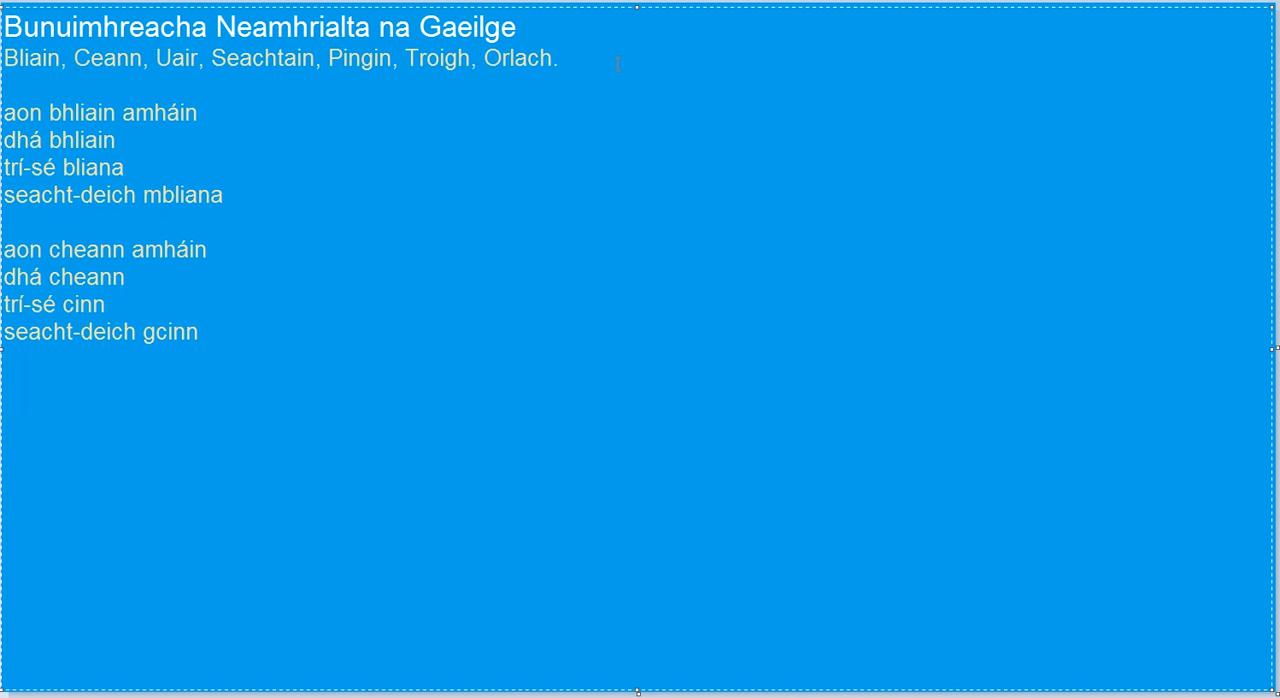 Bunuimhreacha Neamhrialta na Gaeilge
Bliain, Ceann, Uair, Seachtain, Pingin, Troigh, Orlach.
aon bhliain amháin
dhá bhliain
trí-sé bliana
seacht-deich mbliana
aon cheann amháin
dhá cheann
trí-sé cinn
seacht-deich gcinn